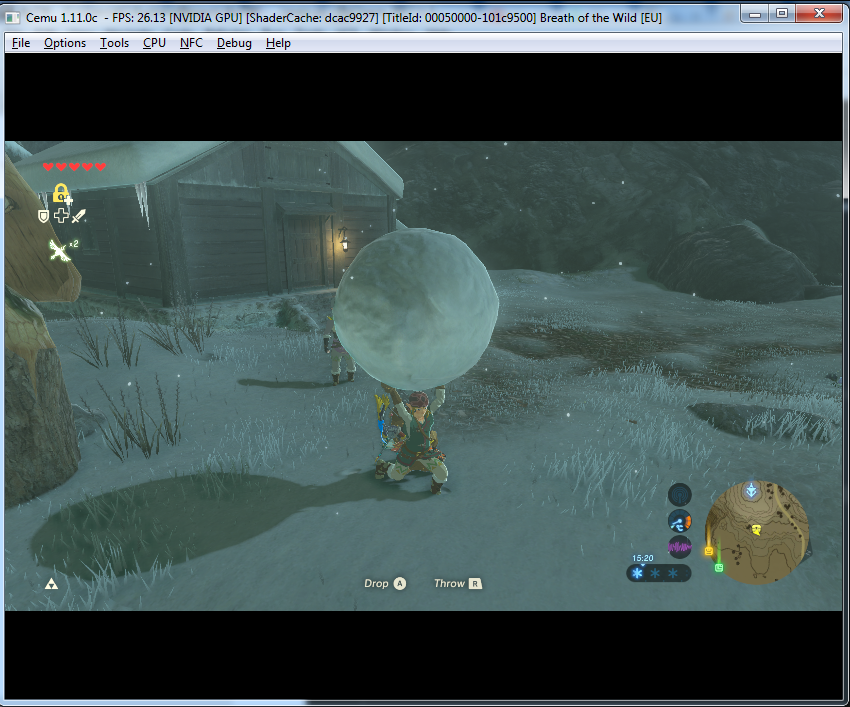 Cemu 1.11.0c - FPS: 26.13 [NVIDIA GPU] [ShaderCache: dcac9927] [TitleId: 00050000-101c9500] Breath of the Wild [EU]
File Options Tools CPU NFC Debug Help
x2
15:20
Drop A Throw R